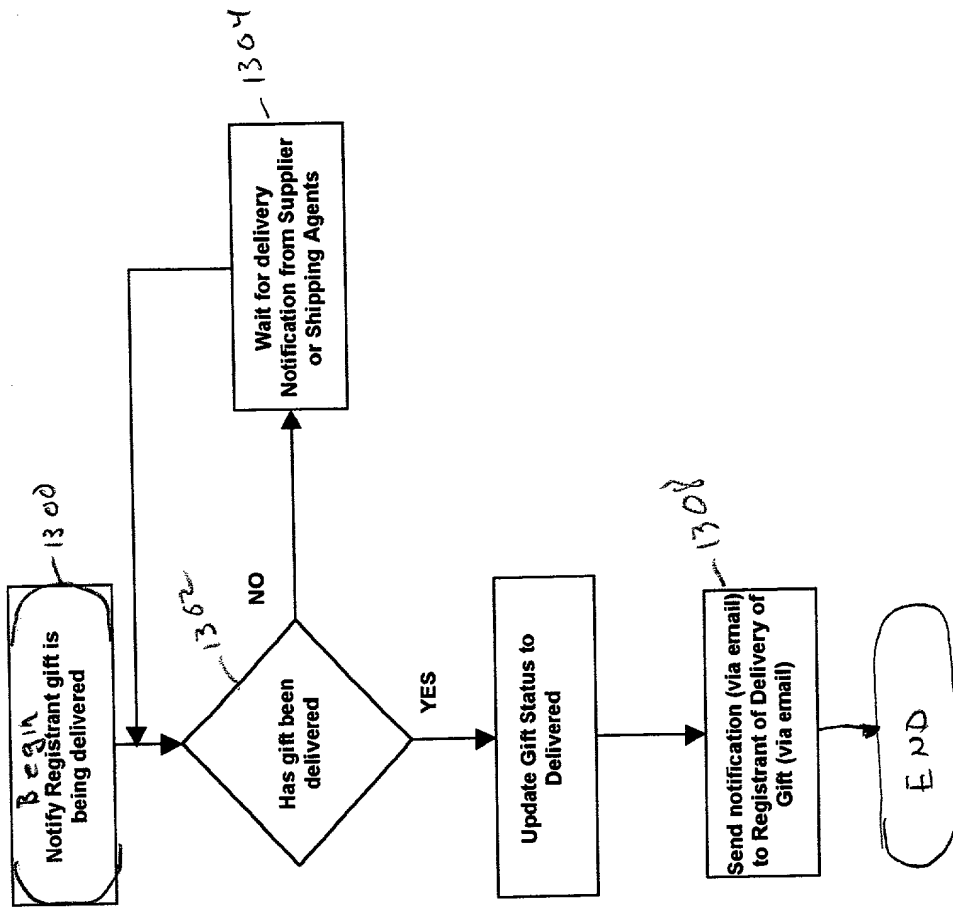 Begin
Notify Registrant gift is
being delivered
1300
Has gift been
delivered
1302
NO
Wait for delivery
Notification from Supplier
or Shipping Agents
1304
YES
Update Gift Status to
Delivered
Send notification (via email)
to Registrant of Delivery of
Gift (via email)
1308
END